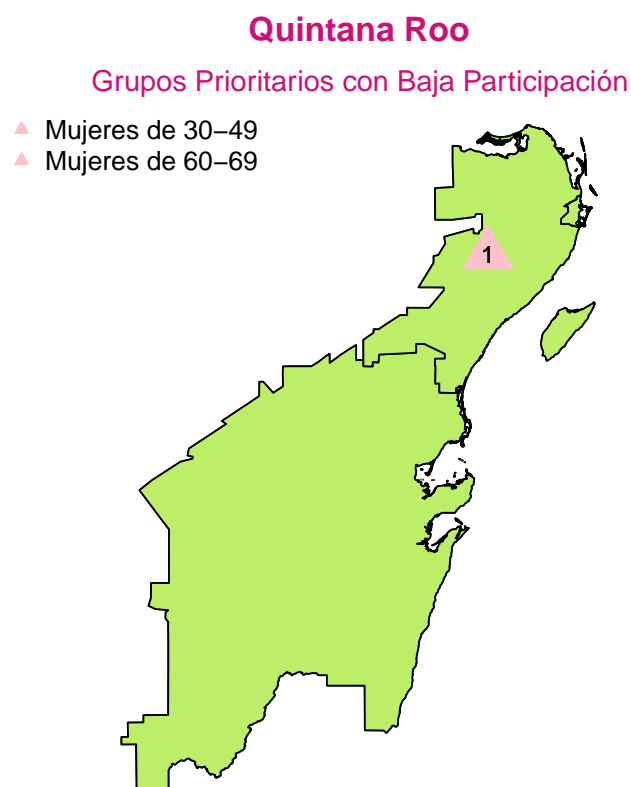 Quintana Roo
Grupos Prioritarios con Baja Participación
Mujeres de 30−49
Mujeres de 60−69
1